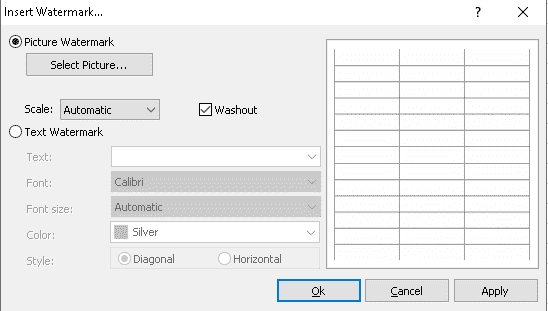 Insert Watermark...
?
Picture Watermark
Select Picture...
Scale: Automatic
Washout
Text Watermark
Text:
Font: Calibri
Font size: Automatic
Color: Silver
Style: Diagonal Horizontal
Ok Cancel Apply